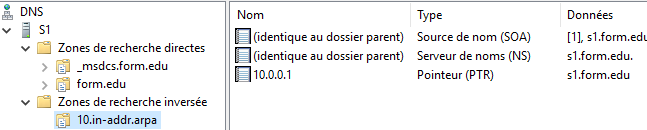 DNS
S1
Zones de recherche directes
_msdcs.form.edu
form.edu
Zones de recherche inversée
10.in-addr.arpa
Nom Type Données
(identique au dossier parent) Source de nom (SOA) [1], s1.form.edu
(identique au dossier parent) Serveur de noms (NS) s1.form.edu.
10.0.0.1 Pointeur (PTR) s1.form.edu